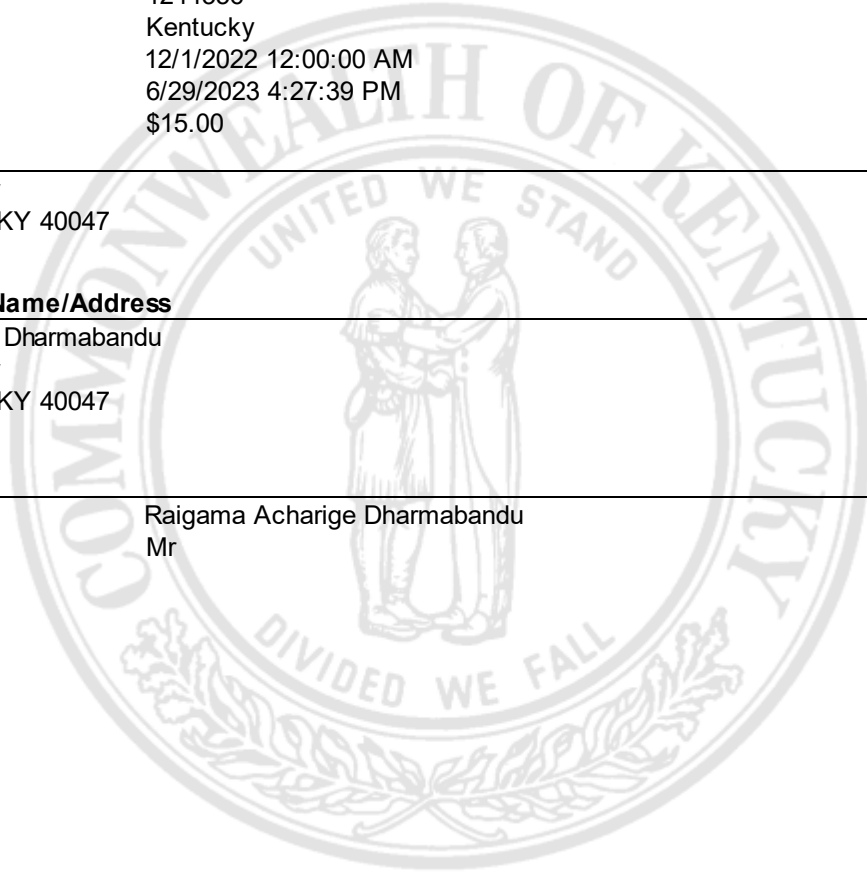 Kentucky
12/1/2022 12:00:00 AM
6/29/2023 4:27:39 PM
$15.00
KY 40047
Name/Address
Dharmabandu
KY 40047
Raigama Acharige Dharmabandu
Mr
COMMONWEALTH OF KENTUCKY
UNITED WE STAND
DIVIDED WE FALL